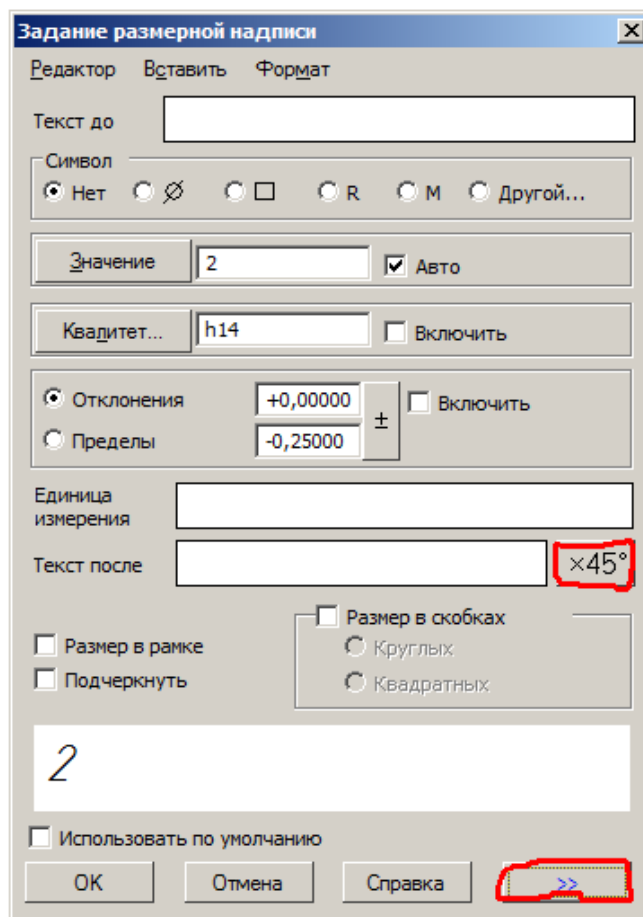 Задание размерной надписи
Редактор Вставить Формат
Текст до
Символ
Нет Ø □ R M Другой...
Значение 2 Авто
Квалитет... h14 Включить
Отклонения +0,00000 ± Включить
Пределы -0,25000
Единица
измерения
Текст после ×45°
Размер в скобках
Размер в рамке Круглых
Подчеркнуть Квадратных
2
Использовать по умолчанию
OK Отмена Справка >>